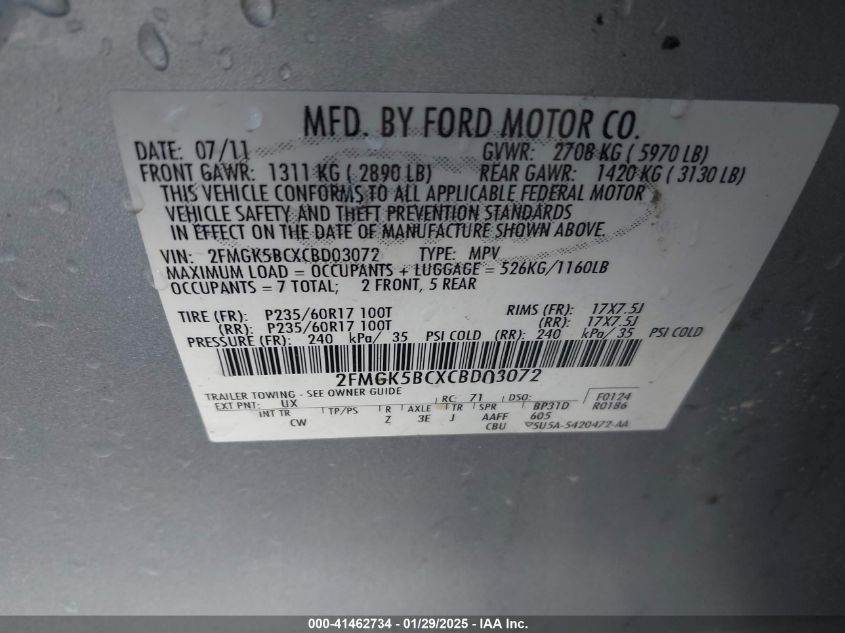 MFD. BY FORD MOTOR CO.
DATE: 07/11 GVWR: 2708 KG ( 5970 LB)
FRONT GAWR: 1311 KG ( 2890 LB) REAR GAWR: 1420 KG ( 3130 LB)
THIS VEHICLE CONFORMS TO ALL APPLICABLE FEDERAL MOTOR
VEHICLE SAFETY AND THEFT PREVENTION STANDARDS
IN EFFECT ON THE DATE OF MANUFACTURE SHOWN ABOVE.
VIN: 2FMGK5BCXCBD03072 TYPE: MPV
MAXIMUM LOAD = OCCUPANTS + LUGGAGE = 526KG/1160LB
OCCUPANTS = 7 TOTAL; 2 FRONT, 5 REAR
TIRE (FR): P235/60R17 100T RIMS (FR): 17X7.5J
(RR): P235/60R17 100T (RR): 17X7.5J
PRESSURE (FR): 240 kPa/ 35 PSI COLD (RR): 240 kPa/ 35 PSI COLD
2FMGK5BCXCBD03072
TRAILER TOWING - SEE OWNER GUIDE RC: 71 DSO: F0124
EXT PNT: UX BP31D R0186
INT TR TP/PS R AXLE TR SPR 605
CW Z 3E J AAFF
CBU 5U5A-5420472-AA
000-41462734 - 01/29/2025 - IAA Inc.